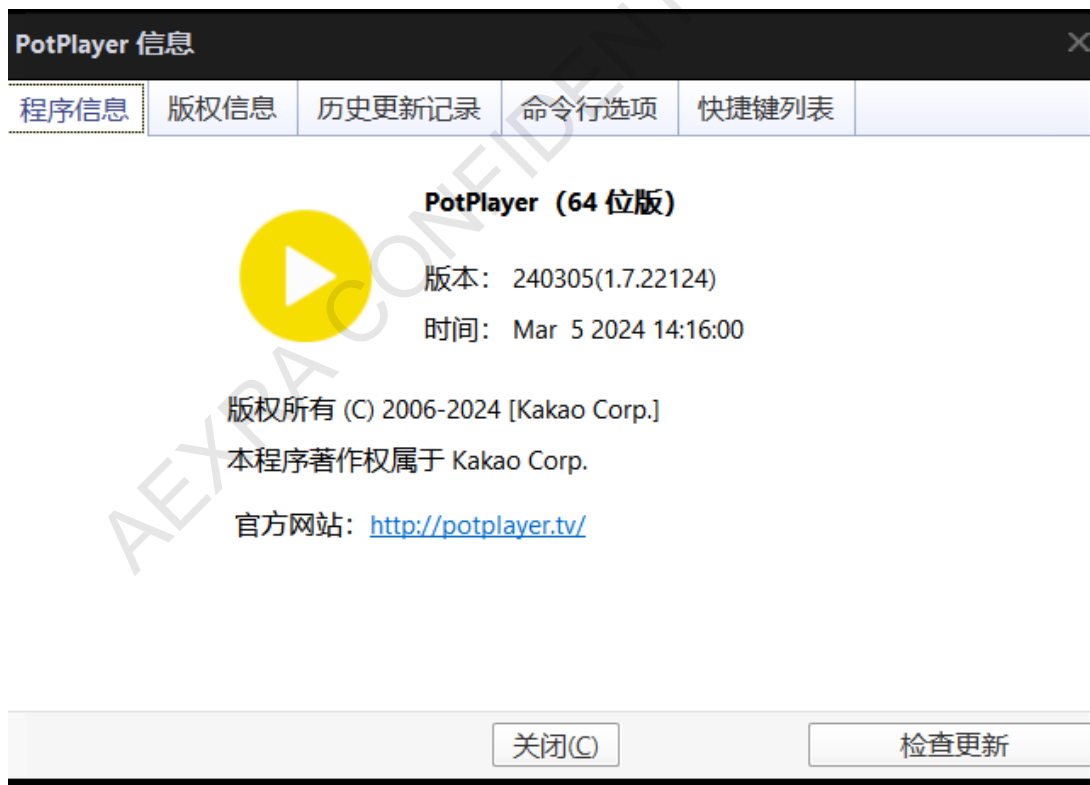 PotPlayer 信息
程序信息 版权信息 历史更新记录 命令行选项 快捷键列表
PotPlayer（64 位版）
版本： 240305(1.7.22124)
时间： Mar 5 2024 14:16:00
版权所有 (C) 2006-2024 [Kakao Corp.]
本程序著作权属于 Kakao Corp.
官方网站：http://potplayer.tv/
关闭(C) 检查更新
AEXPA CONFIDENT